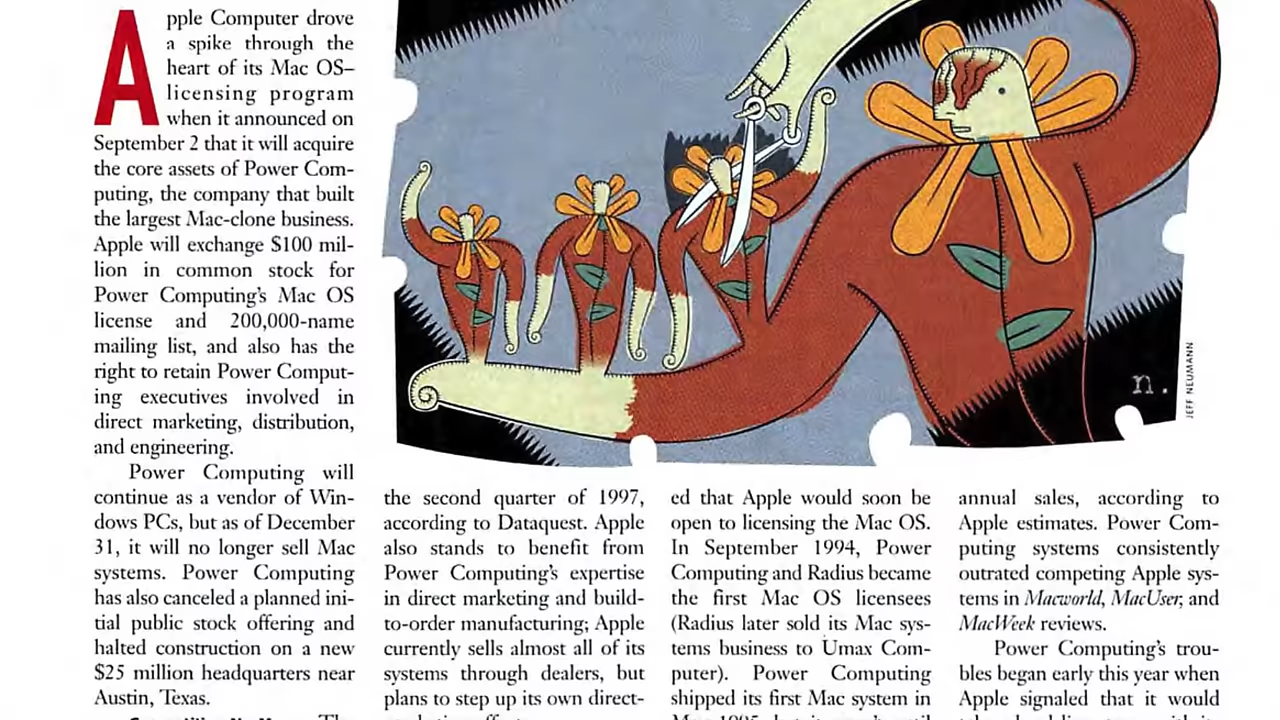 Apple Computer drove
a spike through the
heart of its Mac OS–
licensing program
when it announced on
September 2 that it will acquire
the core assets of Power Com-
puting, the company that built
the largest Mac-clone business.
Apple will exchange $100 mil-
lion in common stock for
Power Computing's Mac OS
license and 200,000-name
mailing list, and also has the
right to retain Power Comput-
ing executives involved in
direct marketing, distribution,
and engineering.
Power Computing will
continue as a vendor of Win-
dows PCs, but as of December
31, it will no longer sell Mac
systems. Power Computing
has also canceled a planned ini-
tial public stock offering and
halted construction on a new
$25 million headquarters near
Austin, Texas.
n.
JEFF NEUMANN
the second quarter of 1997,
according to Dataquest. Apple
also stands to benefit from
Power Computing's expertise
in direct marketing and build-
to-order manufacturing; Apple
currently sells almost all of its
systems through dealers, but
plans to step up its own direct-
ed that Apple would soon be
open to licensing the Mac OS.
In September 1994, Power
Computing and Radius became
the first Mac OS licensees
(Radius later sold its Mac sys-
tems business to Umax Com-
puter). Power Computing
shipped its first Mac system in
annual sales, according to
Apple estimates. Power Com-
puting systems consistently
outrated competing Apple sys-
tems in Macworld, MacUser, and
MacWeek reviews.
Power Computing's trou-
bles began early this year when
Apple signaled that it would